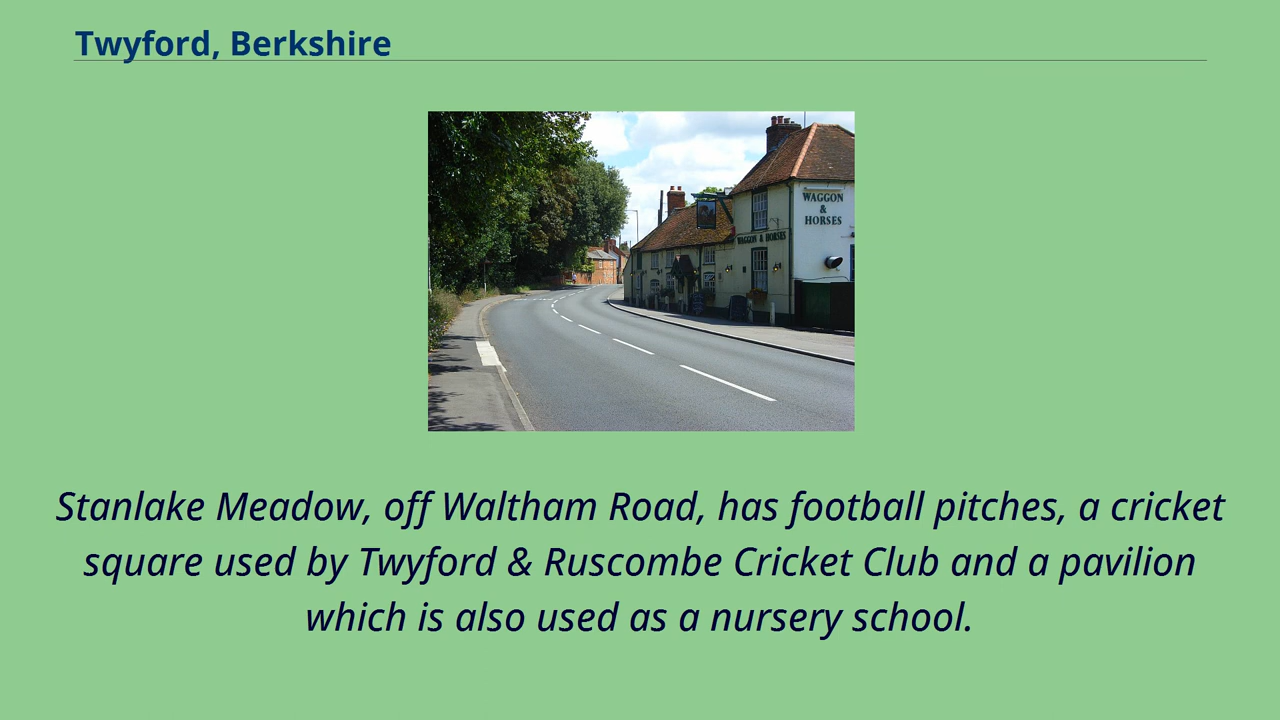 Twyford, Berkshire
WAGGON
&
HORSES
WAGGON & HORSES
Stanlake Meadow, off Waltham Road, has football pitches, a cricket
square used by Twyford & Ruscombe Cricket Club and a pavilion
which is also used as a nursery school.